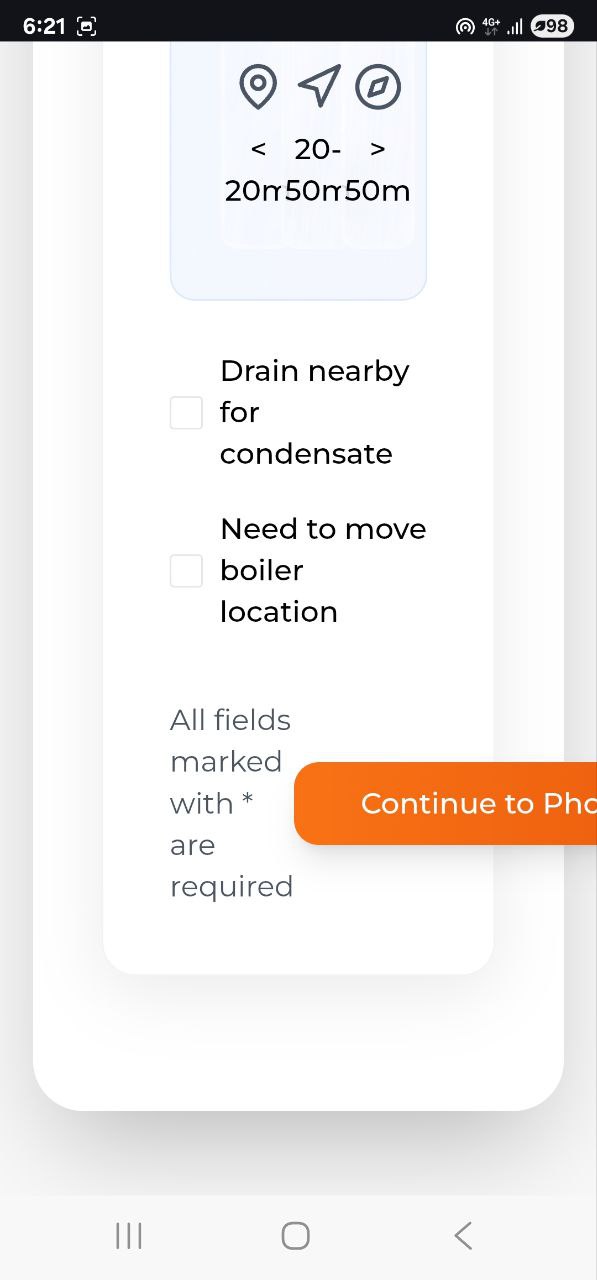 6:21 4G+ 98
< 20- >
20m 50m 50m
Drain nearby
for
condensate
Need to move
boiler
location
All fields
marked
with *
are
required
Continue to Pho